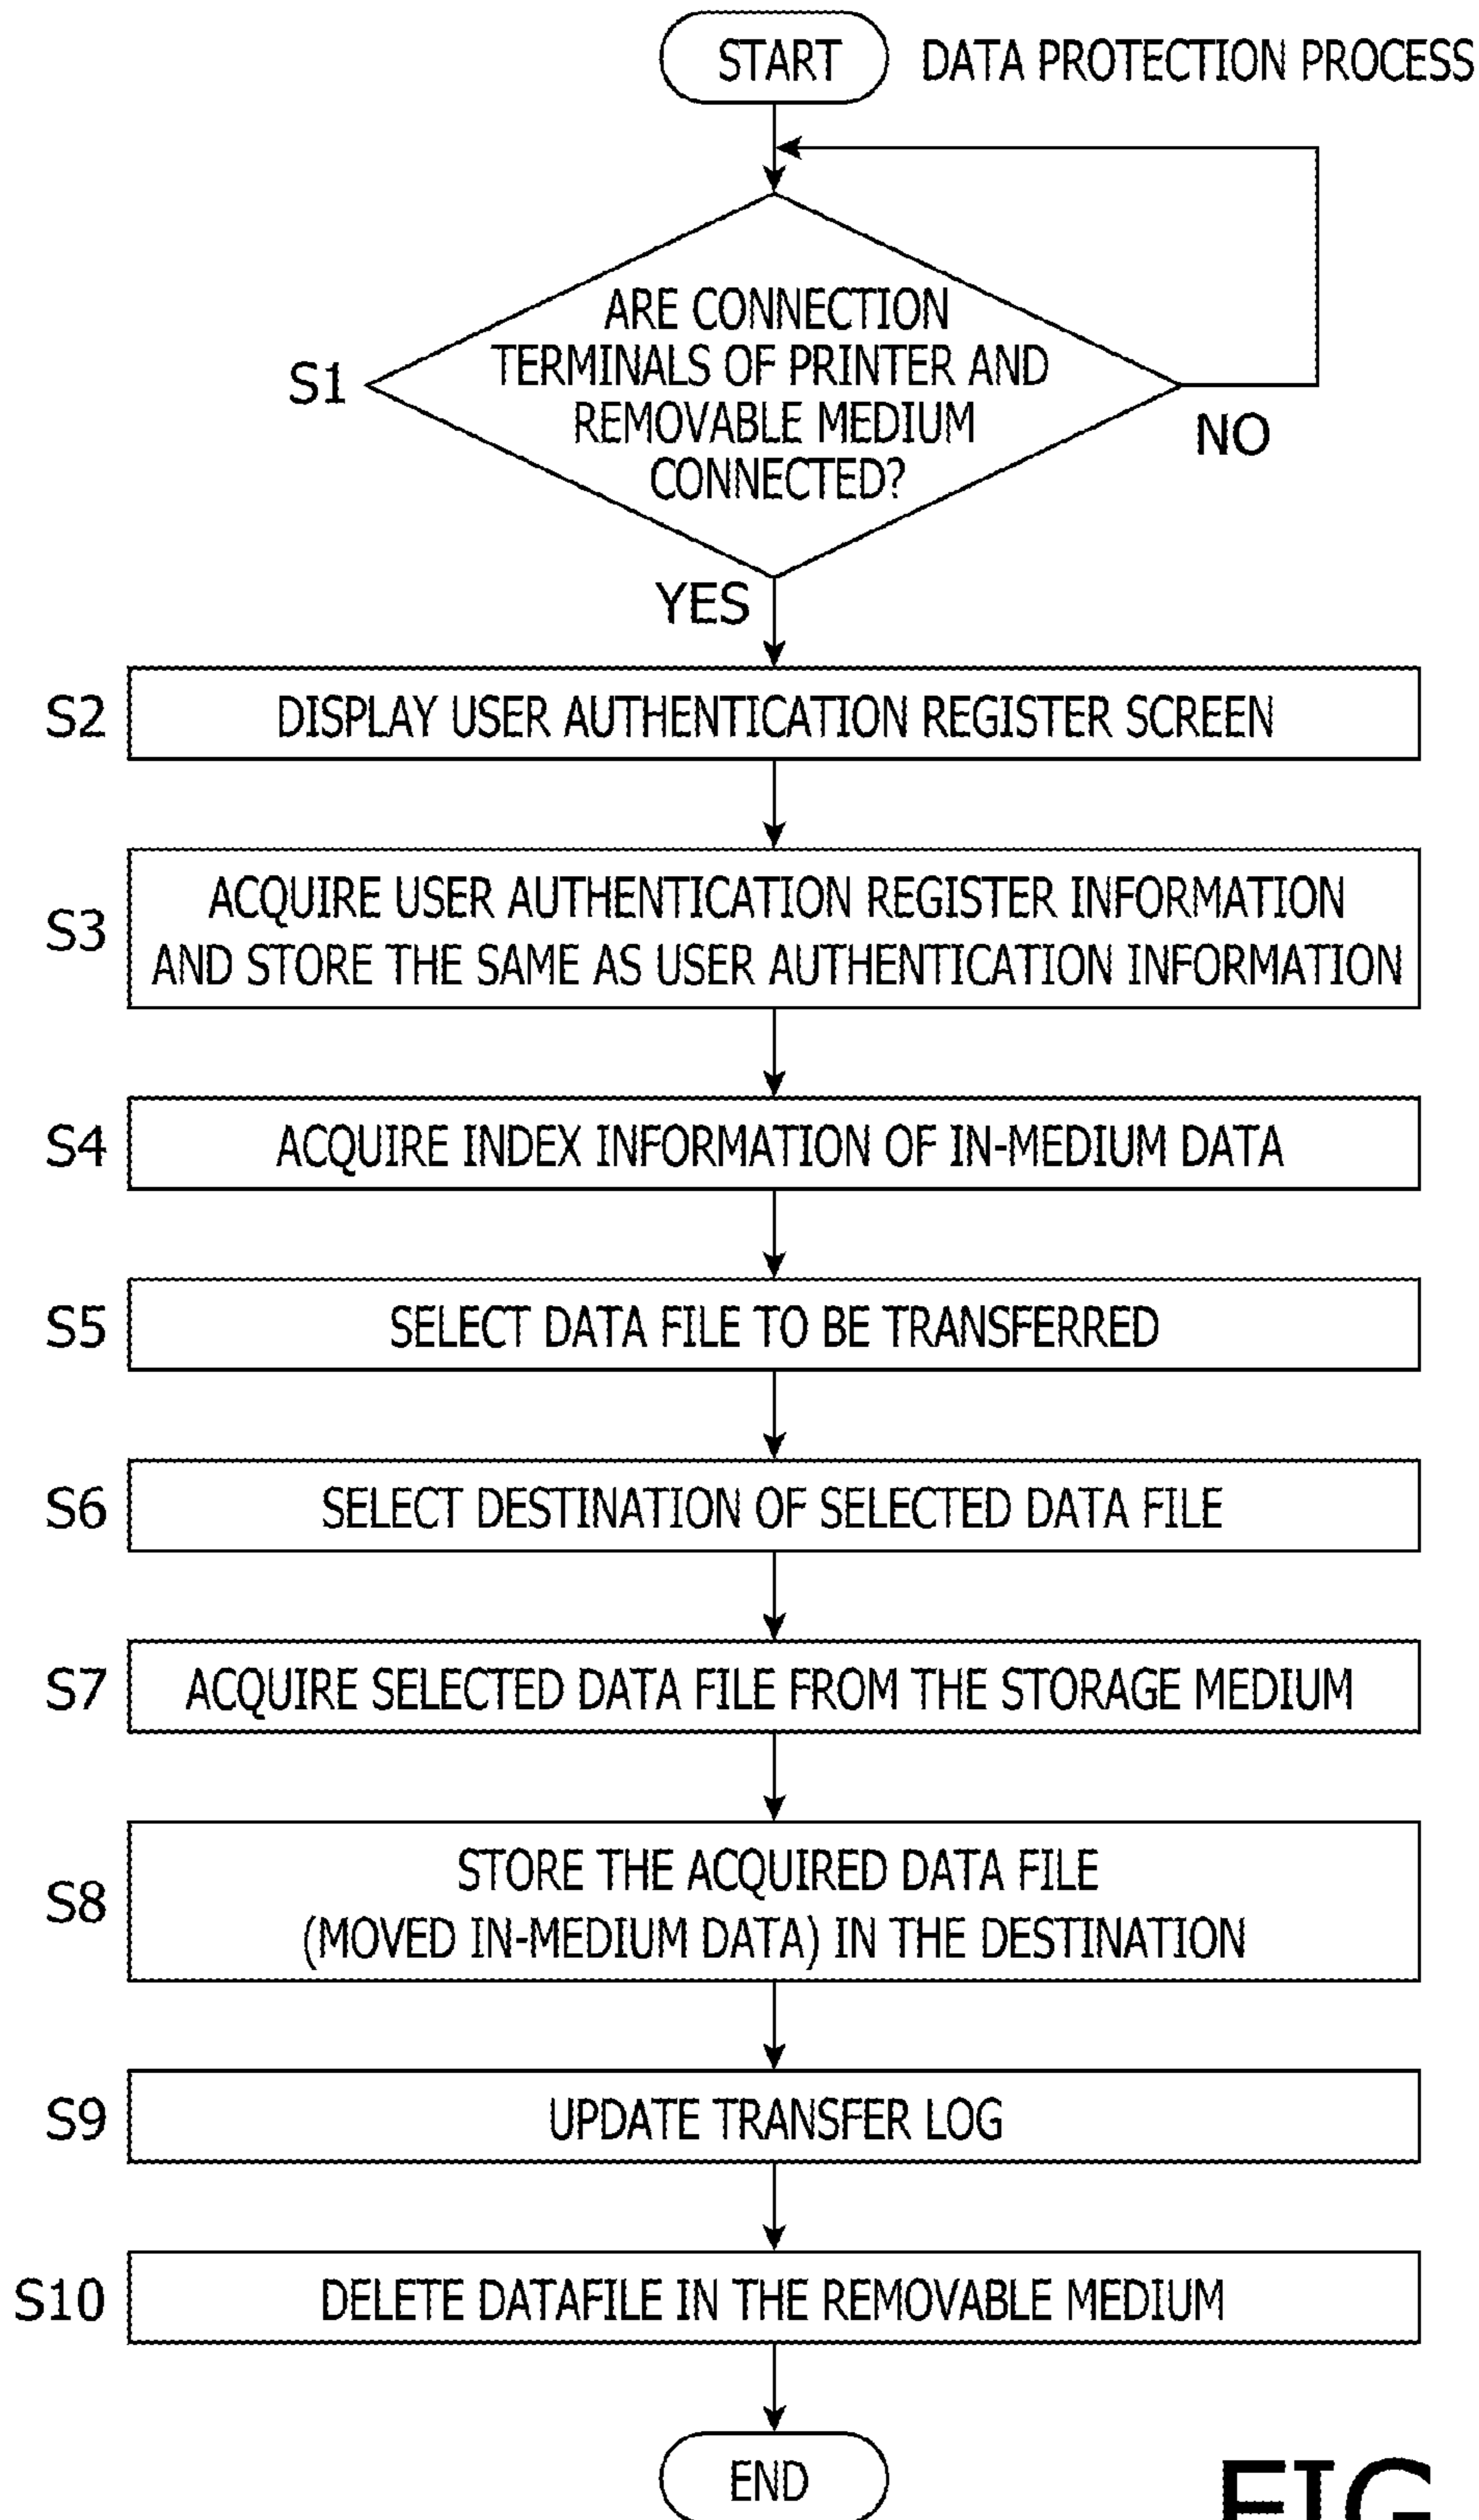 START DATA PROTECTION PROCESS
ARE CONNECTION
TERMINALS OF PRINTER AND
REMOVABLE MEDIUM
CONNECTED?
S1
NO
YES
S2 DISPLAY USER AUTHENTICATION REGISTER SCREEN
S3 ACQUIRE USER AUTHENTICATION REGISTER INFORMATION
AND STORE THE SAME AS USER AUTHENTICATION INFORMATION
S4 ACQUIRE INDEX INFORMATION OF IN-MEDIUM DATA
S5 SELECT DATA FILE TO BE TRANSFERRED
S6 SELECT DESTINATION OF SELECTED DATA FILE
S7 ACQUIRE SELECTED DATA FILE FROM THE STORAGE MEDIUM
S8 STORE THE ACQUIRED DATA FILE
(MOVED IN-MEDIUM DATA) IN THE DESTINATION
S9 UPDATE TRANSFER LOG
S10 DELETE DATAFILE IN THE REMOVABLE MEDIUM
END
FIG